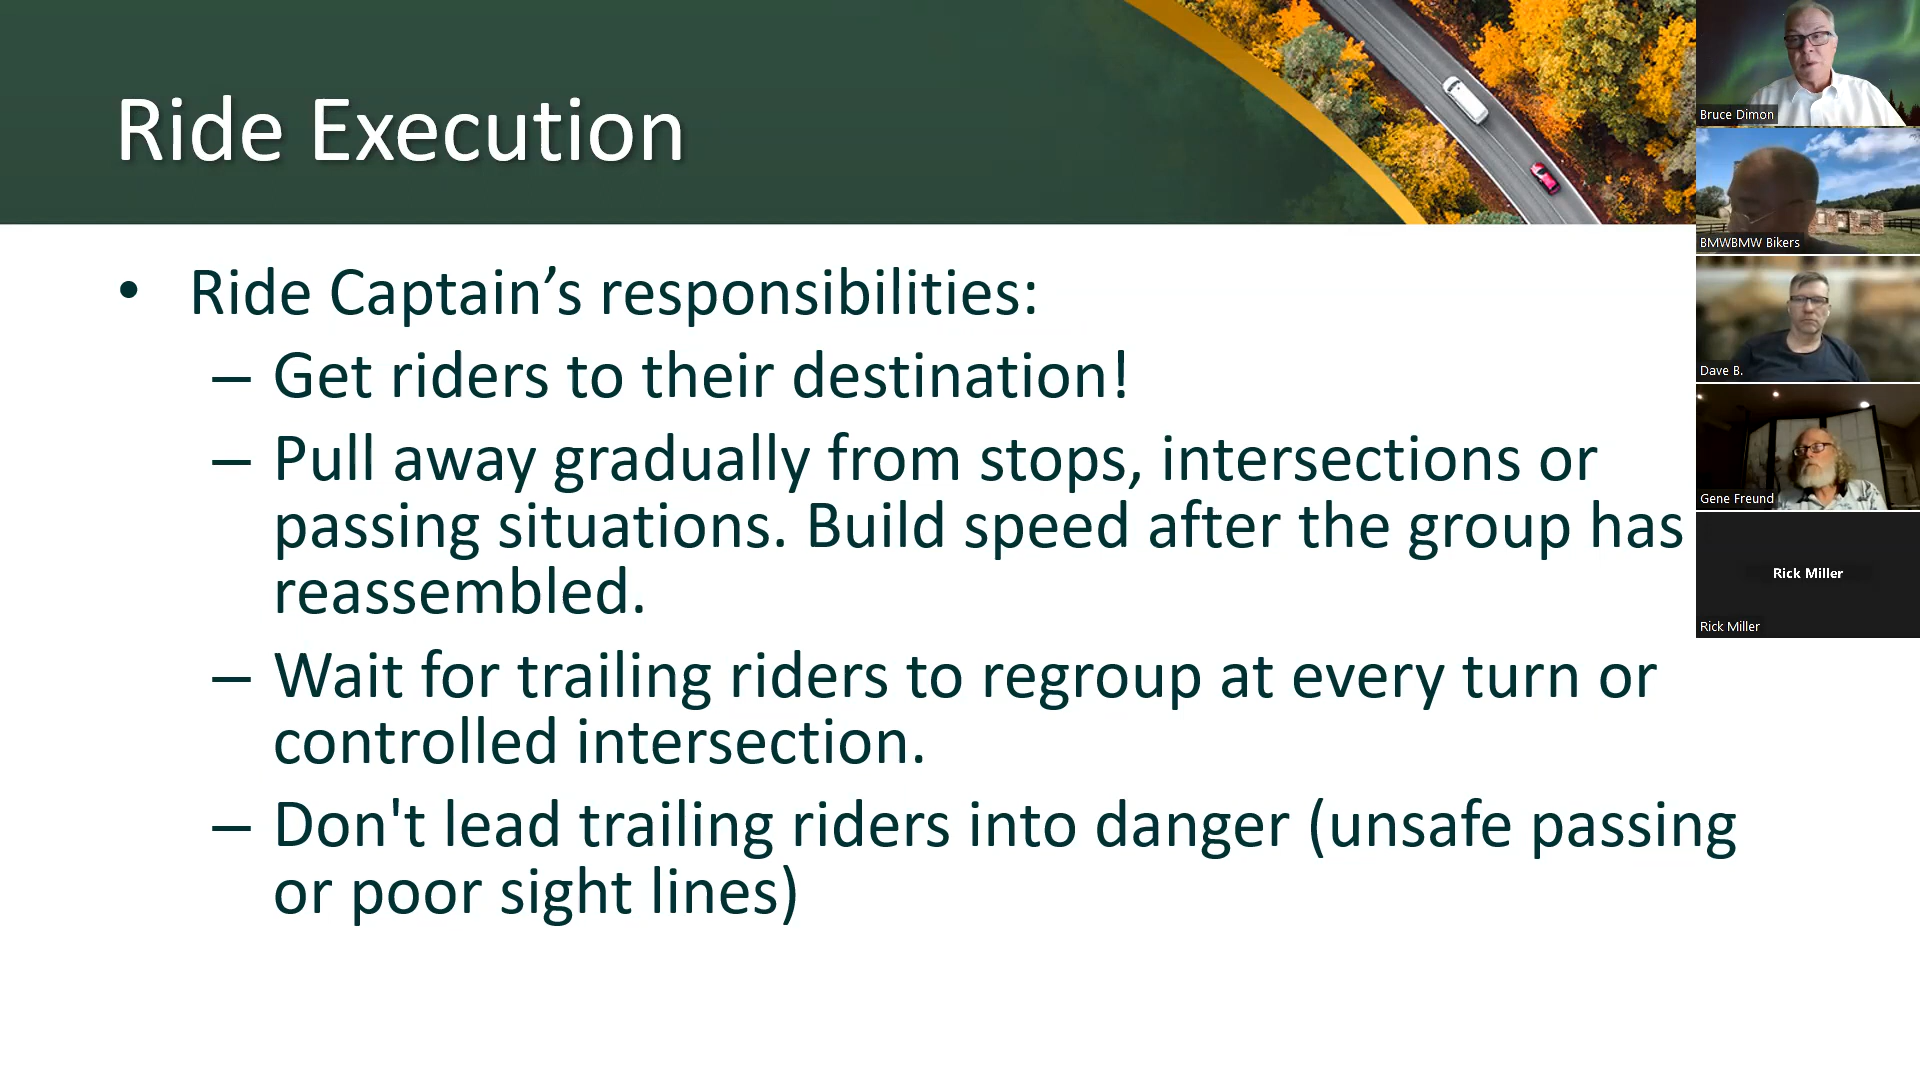 Ride Execution
• Ride Captain’s responsibilities:
– Get riders to their destination!
– Pull away gradually from stops, intersections or
passing situations. Build speed after the group has
reassembled.
– Wait for trailing riders to regroup at every turn or
controlled intersection.
– Don't lead trailing riders into danger (unsafe passing
or poor sight lines)
Bruce Dimon
BMWBMW Bikers
Dave B.
Gene Freund
Rick Miller
Rick Miller